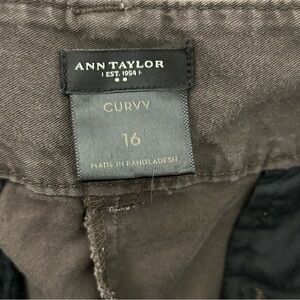 ANN TAYLOR
EST. 1954
CURVY
16
MADE IN BANGLADESH